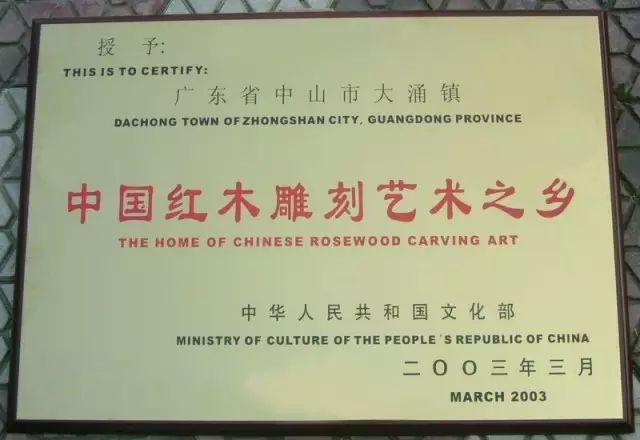 授 予:
THIS IS TO CERTIFY:
广东省中山市大涌镇
DACHONG TOWN OF ZHONGSHAN CITY, GUANGDONG PROVINCE
中国红木雕刻艺术之乡
THE HOME OF CHINESE ROSEWOOD CARVING ART
中华人民共和国文化部
MINISTRY OF CULTURE OF THE PEOPLE´S REPUBLIC OF CHINA
二〇〇三年三月
MARCH 2003